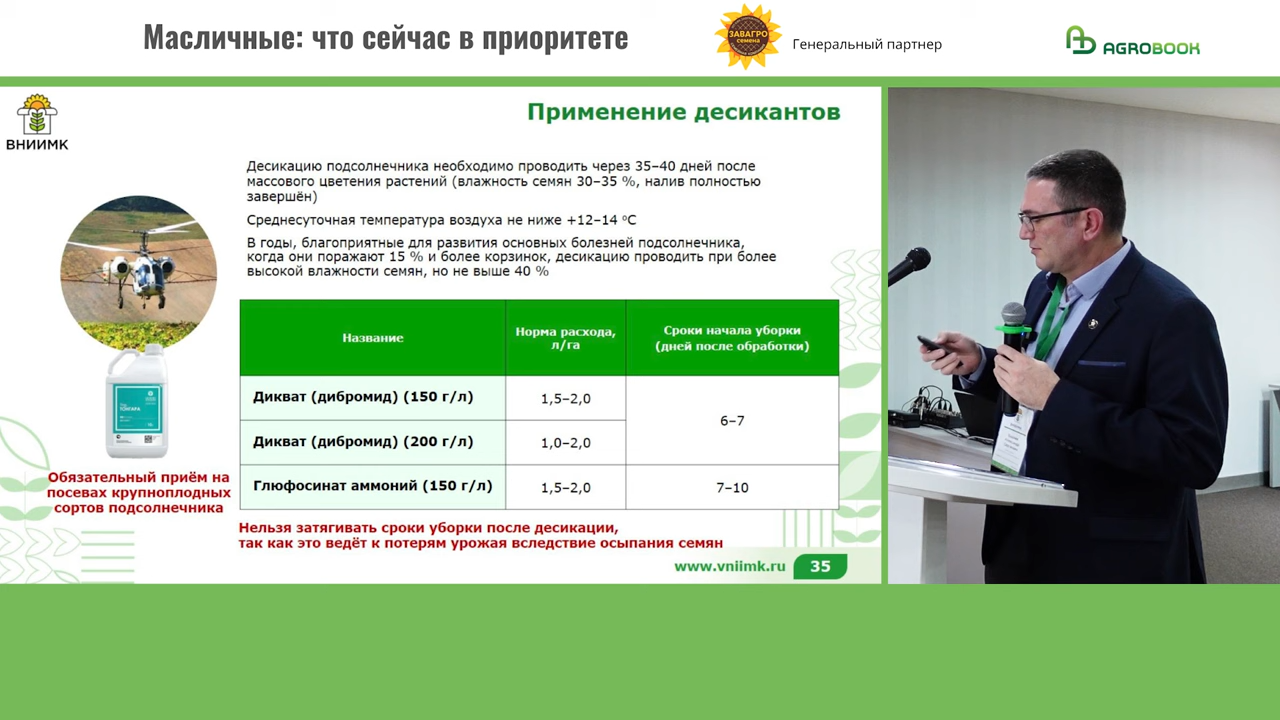 Масличные: что сейчас в приоритете
ЗАВАГРО
семена
Генеральный партнер
AGROBOOK
ВНИИМК
Применение десикантов
Десикацию подсолнечника необходимо проводить через 35–40 дней после
массового цветения растений (влажность семян 30–35 %, налив полностью
завершён)
Среднесуточная температура воздуха не ниже +12–14 ºС
В годы, благоприятные для развития основных болезней подсолнечника,
когда они поражают 15 % и более корзинок, десикацию проводить при более
высокой влажности семян, но не выше 40 %
Название
Норма расхода,
л/га
Сроки начала уборки
(дней после обработки)
Дикват (дибромид) (150 г/л)
1,5–2,0
6–7
Дикват (дибромид) (200 г/л)
1,0–2,0
Глюфосинат аммоний (150 г/л)
1,5–2,0
7–10
Обязательный приём на
посевах крупноплодных
сортов подсолнечника
Нельзя затягивать сроки уборки после десикации,
так как это ведёт к потерям урожая вследствие осыпания семян
www.vniimk.ru
35